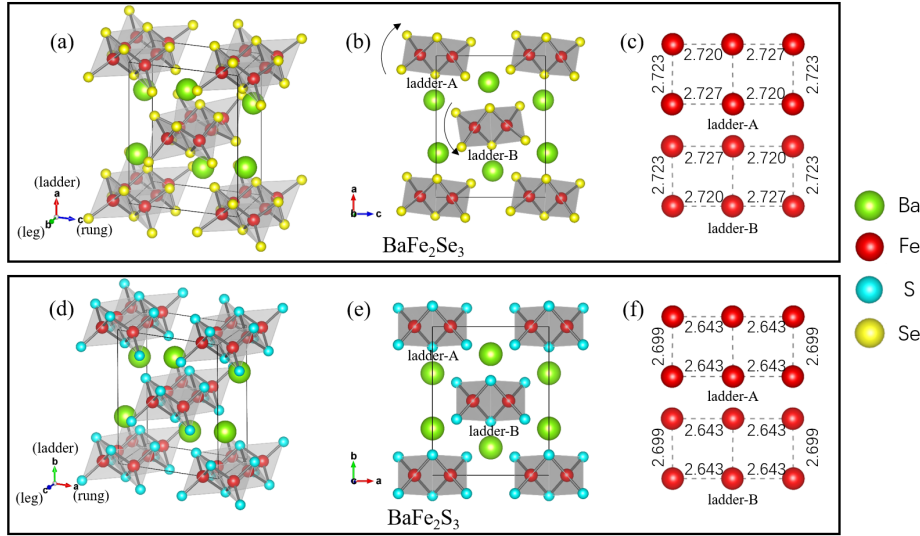 (a)
(ladder)
a
b
c
(leg)
(rung)
(b)
ladder-A
ladder-B
a
b
c
(c)
2.720
2.727
2.723
2.723
2.727
2.720
ladder-A
2.727
2.720
2.723
2.723
2.720
2.727
ladder-B
BaFe₂Se₃
Ba
Fe
S
Se
(d)
(ladder)
b
c
a
(leg)
(rung)
(e)
ladder-A
ladder-B
b
c
a
(f)
2.643
2.643
2.699
2.699
2.643
2.643
ladder-A
2.643
2.643
2.699
2.699
2.643
2.643
ladder-B
BaFe₂S₃